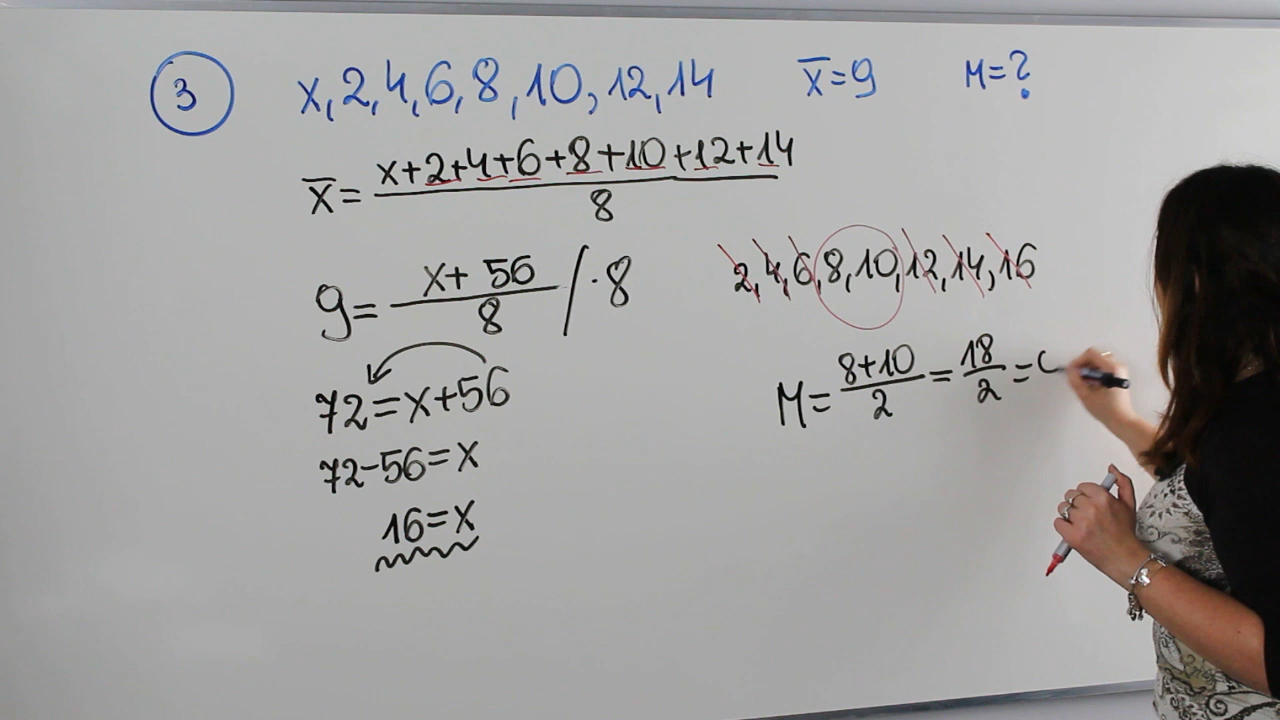 3 x, 2, 4, 6, 8, 10, 12, 14 x̄=9 M=?
x̄ = (x+2+4+6+8+10+12+14)/8
9 = (x+56)/8 /·8
2, 4, 6, 8, 10, 12, 14, 16
72=x+56
M = (8+10)/2 = 18/2 =
72-56=x
16=x